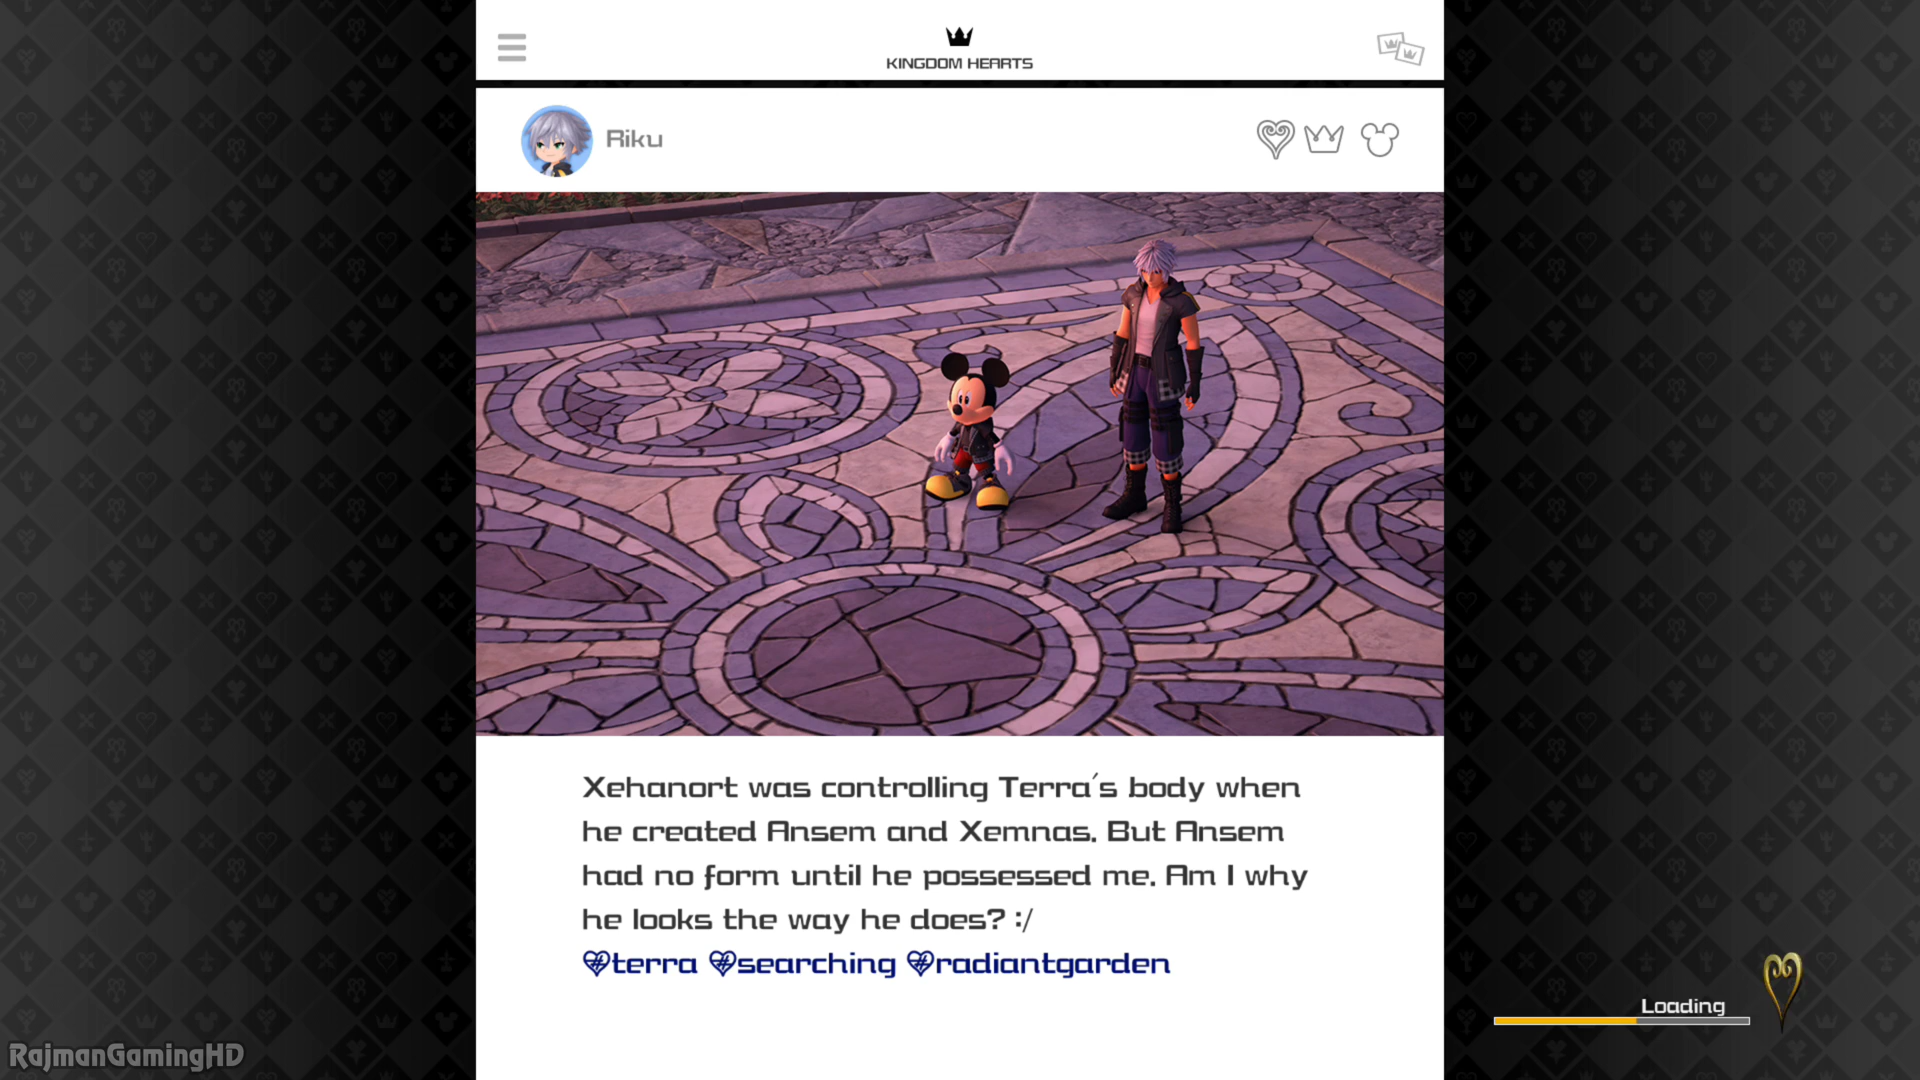 KINGDOM HEARTS
Riku
Xehanort was controlling Terra's body when
he created Ansem and Xemnas. But Ansem
had no form until he possessed me. Am I why
he looks the way he does? :/
#terra #searching #radiantgarden
Loading
RajmanGamingHD